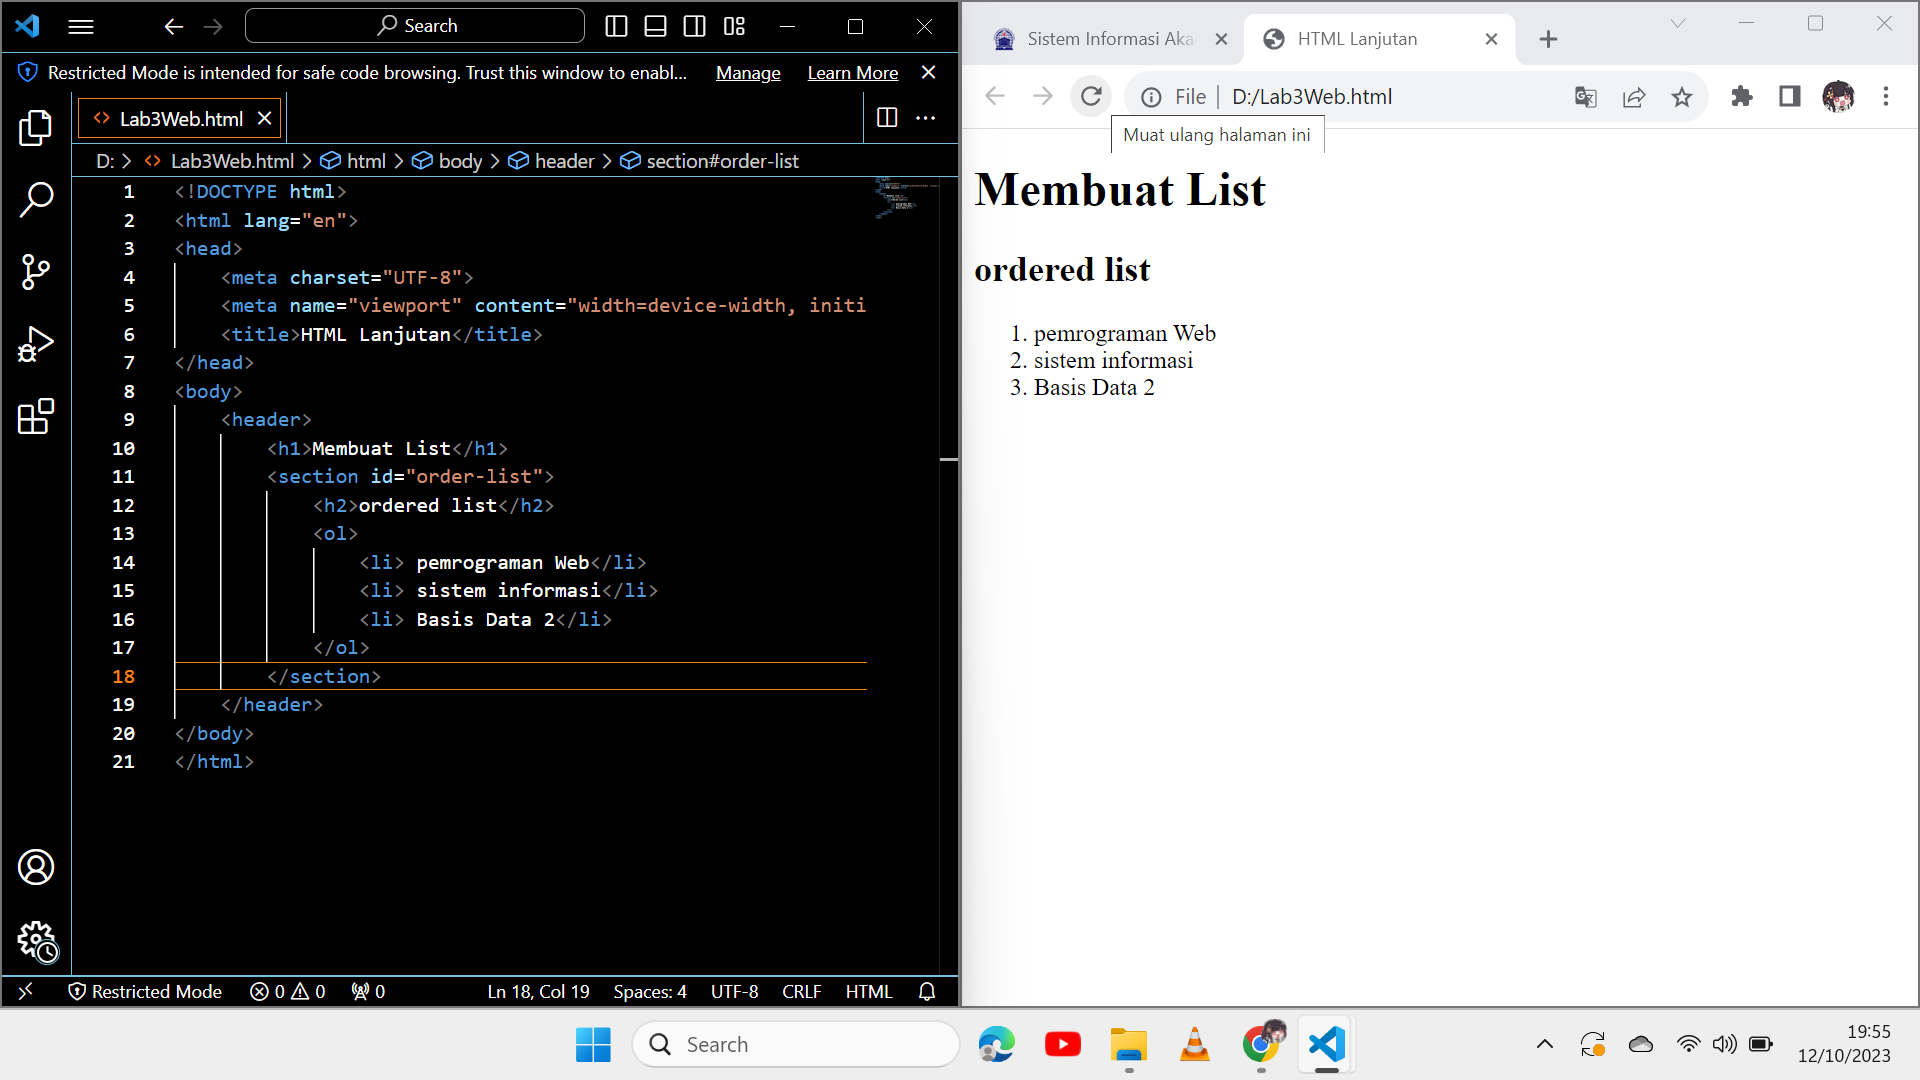 Search
Restricted Mode is intended for safe code browsing. Trust this window to enabl... Manage Learn More
Lab3Web.html
D: > Lab3Web.html > html > body > header > section#order-list
1 <!DOCTYPE html>
2 <html lang="en">
3 <head>
4 <meta charset="UTF-8">
5 <meta name="viewport" content="width=device-width, initi
6 <title>HTML Lanjutan</title>
7 </head>
8 <body>
9 <header>
10 <h1>Membuat List</h1>
11 <section id="order-list">
12 <h2>ordered list</h2>
13 <ol>
14 <li> pemrograman Web</li>
15 <li> sistem informasi</li>
16 <li> Basis Data 2</li>
17 </ol>
18 </section>
19 </header>
20 </body>
21 </html>
Restricted Mode 0 0 0 Ln 18, Col 19 Spaces: 4 UTF-8 CRLF HTML
Sistem Informasi Aka HTML Lanjutan
File | D:/Lab3Web.html
Muat ulang halaman ini
Membuat List
ordered list
1. pemrograman Web
2. sistem informasi
3. Basis Data 2
Search
19:55
12/10/2023